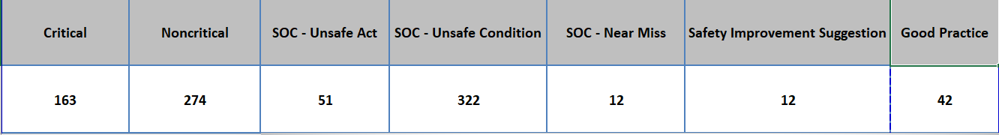 Critical Noncritical SOC - Unsafe Act SOC - Unsafe Condition SOC - Near Miss Safety Improvement Suggestion Good Practice
163 274 51 322 12 12 42